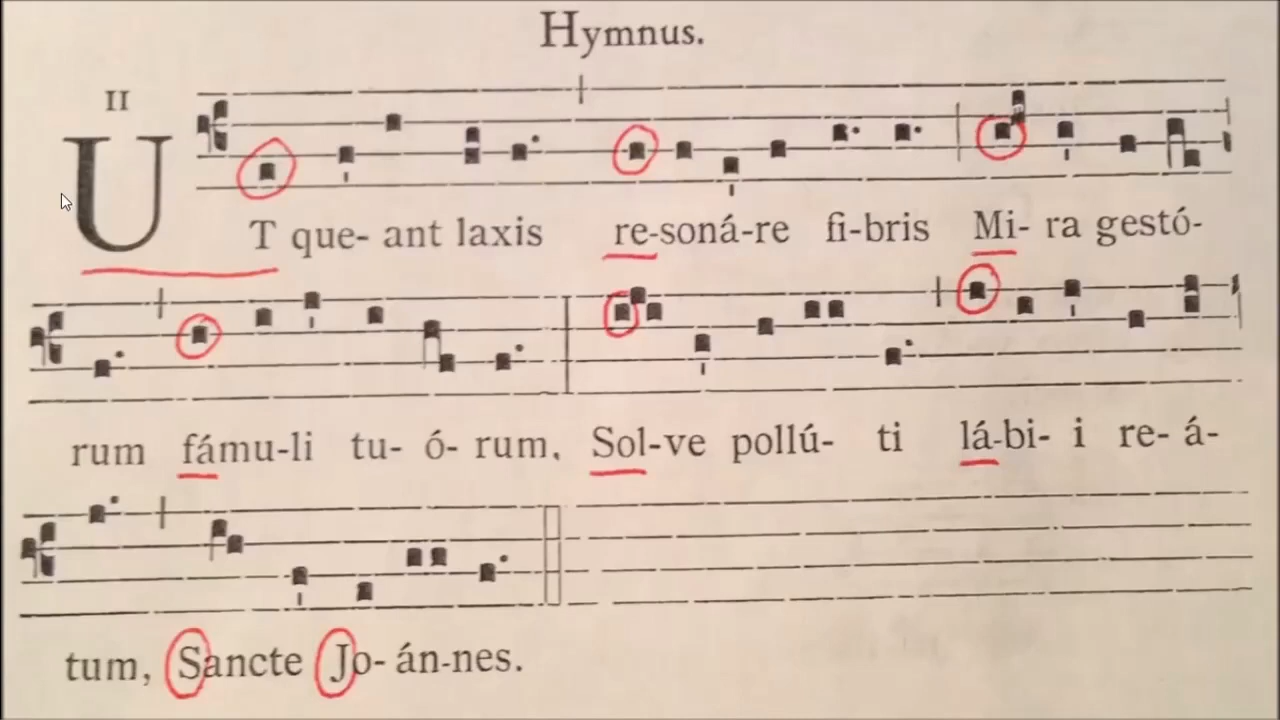 Hymnus.
II
UT que- ant laxis re-soná-re fi-bris Mi- ra gestó-
rum fámu-li tu- ó- rum, Sol-ve pollú- ti lá-bi- i re- á-
tum, Sancte Jo- án-nes.